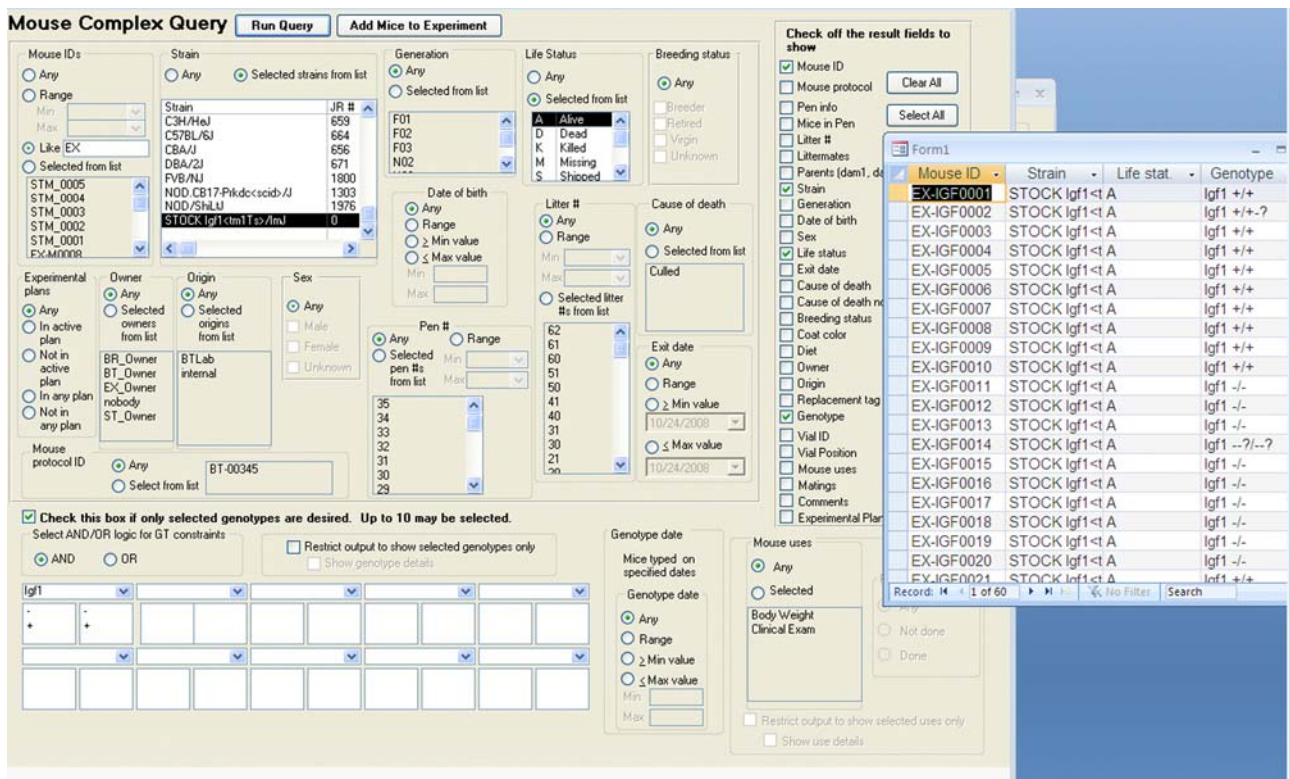 Mouse Complex Query
Run Query
Add Mice to Experiment
Mouse IDs
Any
Range
Min
Max
Like EX
Selected from list
STM_0005
STM_0004
STM_0003
STM_0002
STM_0001
EX-M0008
Strain
Any
Selected strains from list
Strain JR #
C3H/HeJ 659
C57BL/6J 664
CBA/J 656
DBA/2J 671
FVB/NJ 1800
NOD.CB17-Prkdc<scid>/J 1303
NOD/ShiLtJ 1976
STOCK Igf1<tm1Ts>/ImJ 0
Generation
Any
Selected from list
F01
F02
F03
N02
Life Status
Any
Selected from list
A Alive
D Dead
K Killed
M Missing
S Shipped
Breeding status
Any
Breeder
Retired
Virgin
Unknown
Date of birth
Any
Range
≥ Min value
≤ Max value
Min
Max
Litter #
Any
Range
Min
Max
Selected litter
#s from list
62
61
60
51
50
41
40
31
30
21
20
Cause of death
Any
Selected from list
Culled
Exit date
Any
Range
≥ Min value
10/24/2008
≤ Max value
10/24/2008
Experimental
plans
Any
In active
plan
Not in
active
plan
In any plan
Not in
any plan
Owner
Any
Selected
owners
from list
BR_Owner
BT_Owner
EX_Owner
nobody
ST_Owner
Origin
Any
Selected
origins
from list
BTLab
internal
Sex
Any
Male
Female
Unknown
Pen #
Any
Range
Selected
pen #s
from list
Min
Max
35
34
33
32
31
30
29
Mouse
protocol ID
Any
Select from list
BT-00345
Check this box if only selected genotypes are desired. Up to 10 may be selected.
Select AND/OR logic for GT constraints
AND
OR
Restrict output to show selected genotypes only
Show genotype details
Igf1
- -
+ +
Genotype date
Mice typed on
specified dates
Genotype date
Any
Range
≥ Min value
≤ Max value
Min
Max
Mouse uses
Any
Selected
Body Weight
Clinical Exam
Any
Not done
Done
Restrict output to show selected uses only
Show use details
Check off the result fields to
show
Mouse ID
Mouse protocol
Pen info
Mice in Pen
Litter #
Littermates
Parents (dam1, da
Strain
Generation
Date of birth
Sex
Life status
Exit date
Cause of death
Cause of death no
Breeding status
Coat color
Diet
Owner
Origin
Replacement tag
Genotype
Vial ID
Vial Position
Mouse uses
Matings
Comments
Experimental Plan
Clear All
Select All
Form1
Mouse ID Strain Life stat. Genotype
EX-IGF0001 STOCK Igf1<t A Igf1 +/+
EX-IGF0002 STOCK Igf1<t A Igf1 +/+-?
EX-IGF0003 STOCK Igf1<t A Igf1 +/+
EX-IGF0004 STOCK Igf1<t A Igf1 +/+
EX-IGF0005 STOCK Igf1<t A Igf1 +/+
EX-IGF0006 STOCK Igf1<t A Igf1 +/+
EX-IGF0007 STOCK Igf1<t A Igf1 +/+
EX-IGF0008 STOCK Igf1<t A Igf1 +/+
EX-IGF0009 STOCK Igf1<t A Igf1 +/+
EX-IGF0010 STOCK Igf1<t A Igf1 +/+
EX-IGF0011 STOCK Igf1<t A Igf1 -/-
EX-IGF0012 STOCK Igf1<t A Igf1 -/-
EX-IGF0013 STOCK Igf1<t A Igf1 -/-
EX-IGF0014 STOCK Igf1<t A Igf1 --?/--?
EX-IGF0015 STOCK Igf1<t A Igf1 -/-
EX-IGF0016 STOCK Igf1<t A Igf1 -/-
EX-IGF0017 STOCK Igf1<t A Igf1 -/-
EX-IGF0018 STOCK Igf1<t A Igf1 -/-
EX-IGF0019 STOCK Igf1<t A Igf1 -/-
EX-IGF0020 STOCK Igf1<t A Igf1 -/-
EX-IGF0021 STOCK Igf1<t A Igf1 +/+
Record: 1 of 60 No Filter Search